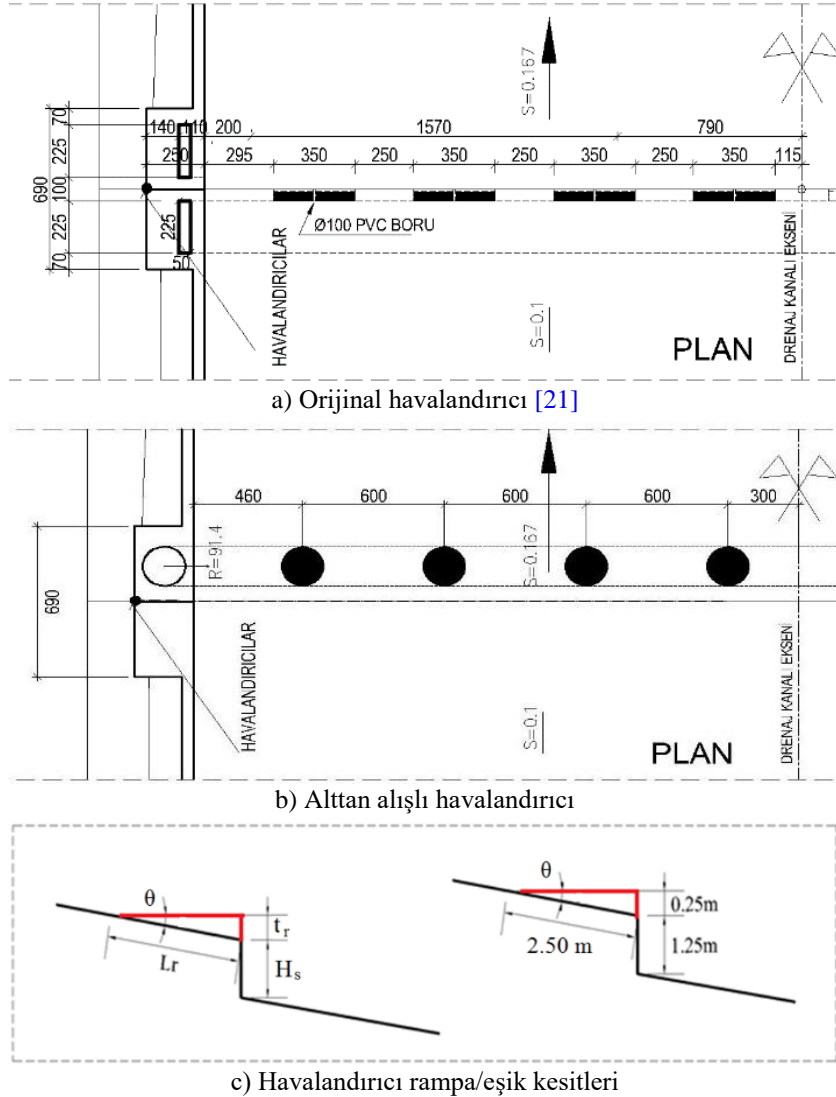 S=0.167
140 110 200 1570 790
250 295 350 250 350 250 350 250 350 115
70
225
690
100
225
225
70
50
Ø100 PVC BORU
HAVALANDIRICILAR
S=0.1
PLAN
DRENAJ KANALI EKSENİ
a) Orijinal havalandırıcı [21]
460 600 600 600 300
690
R=91.4
S=0.167
HAVALANDIRICILAR
S=0.1
PLAN
DRENAJ KANALI EKSENİ
b) Alttan alışlı havalandırıcı
θ
tr
Lr
Hs
θ
0.25m
2.50 m
1.25m
c) Havalandırıcı rampa/eşik kesitleri